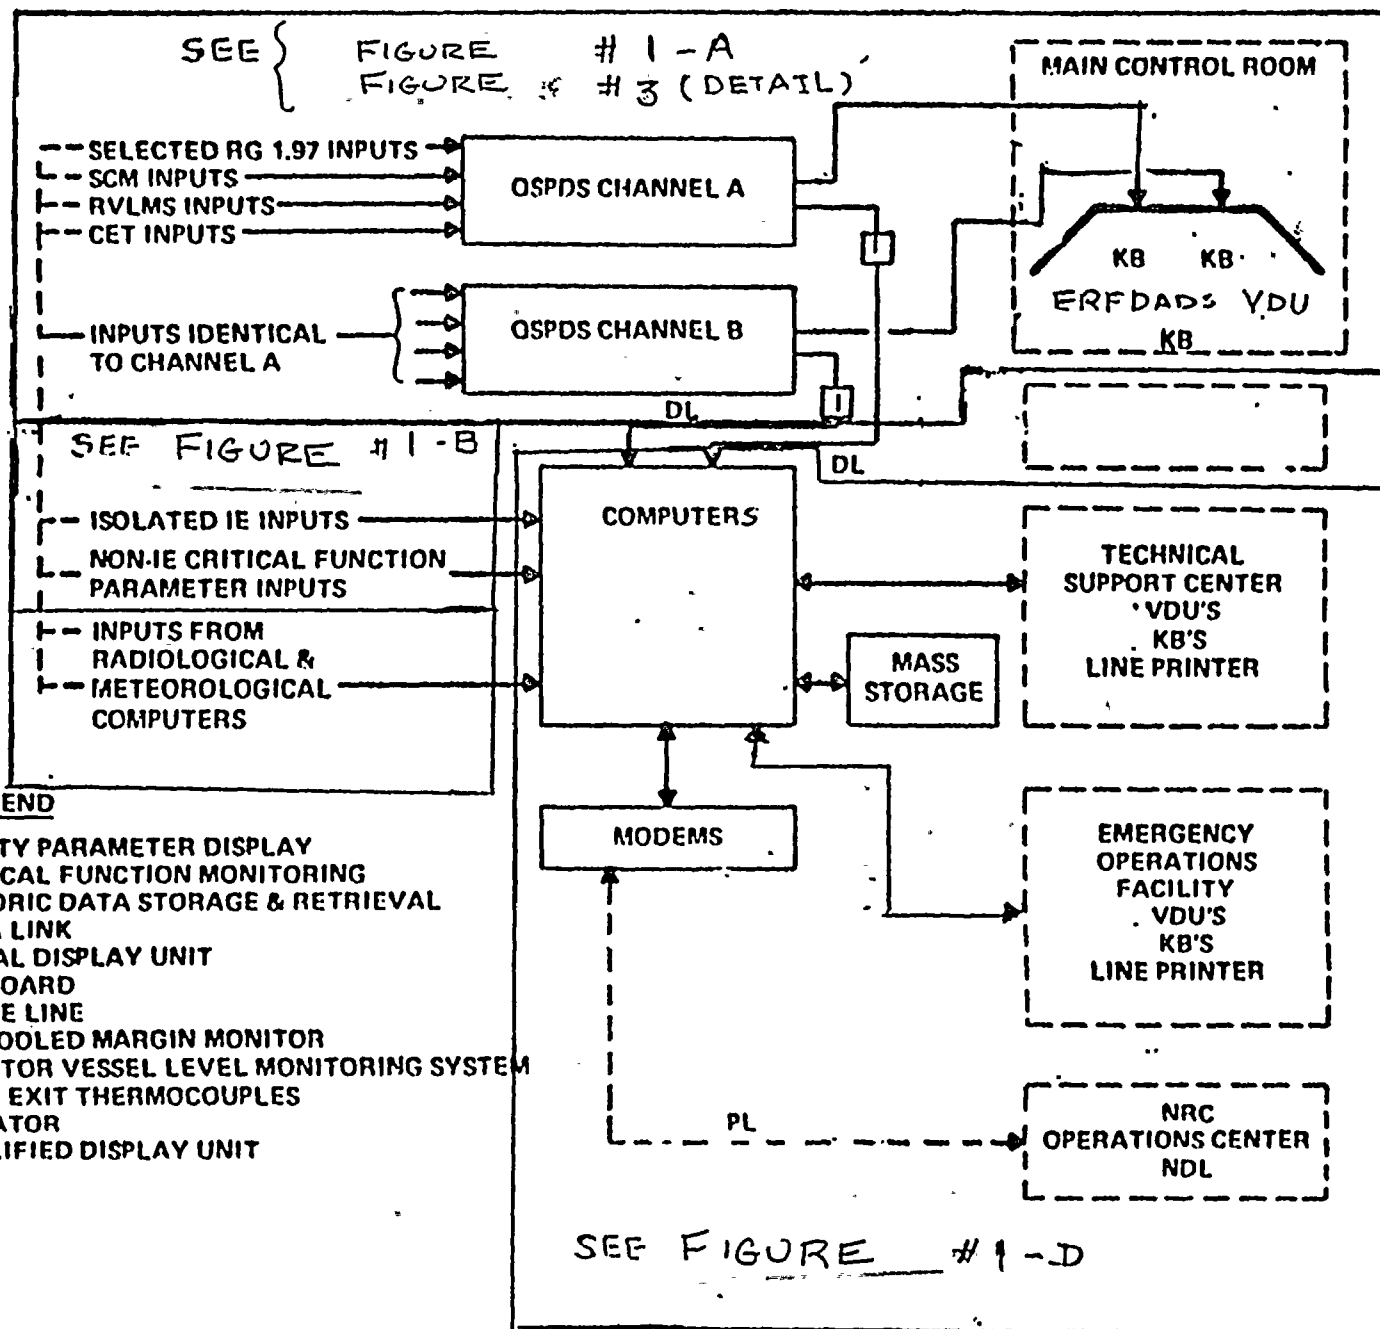 SEE { FIGURE # 1 - A
FIGURE # 3 (DETAIL)
MAIN CONTROL ROOM
SELECTED RG 1.97 INPUTS
SCM INPUTS
RVLMS INPUTS
CET INPUTS
QSPDS CHANNEL A
I
KB KB
ERFDADS VDU
KB
INPUTS IDENTICAL
TO CHANNEL A
QSPDS CHANNEL B
I
DL
DL
SEE FIGURE # 1 - B
ISOLATED IE INPUTS
NON-IE CRITICAL FUNCTION
PARAMETER INPUTS
INPUTS FROM
RADIOLOGICAL &
METEOROLOGICAL
COMPUTERS
COMPUTERS
MASS
STORAGE
TECHNICAL
SUPPORT CENTER
VDU'S
KB'S
LINE PRINTER
MODEMS
EMERGENCY
OPERATIONS
FACILITY
VDU'S
KB'S
LINE PRINTER
END
TY PARAMETER DISPLAY
ICAL FUNCTION MONITORING
ORIC DATA STORAGE & RETRIEVAL
A LINK
AL DISPLAY UNIT
OARD
E LINE
OOLED MARGIN MONITOR
TOR VESSEL LEVEL MONITORING SYSTEM
EXIT THERMOCOUPLES
ATOR
LIFIED DISPLAY UNIT
PL
NRC
OPERATIONS CENTER
NDL
SEE FIGURE # 1 - D